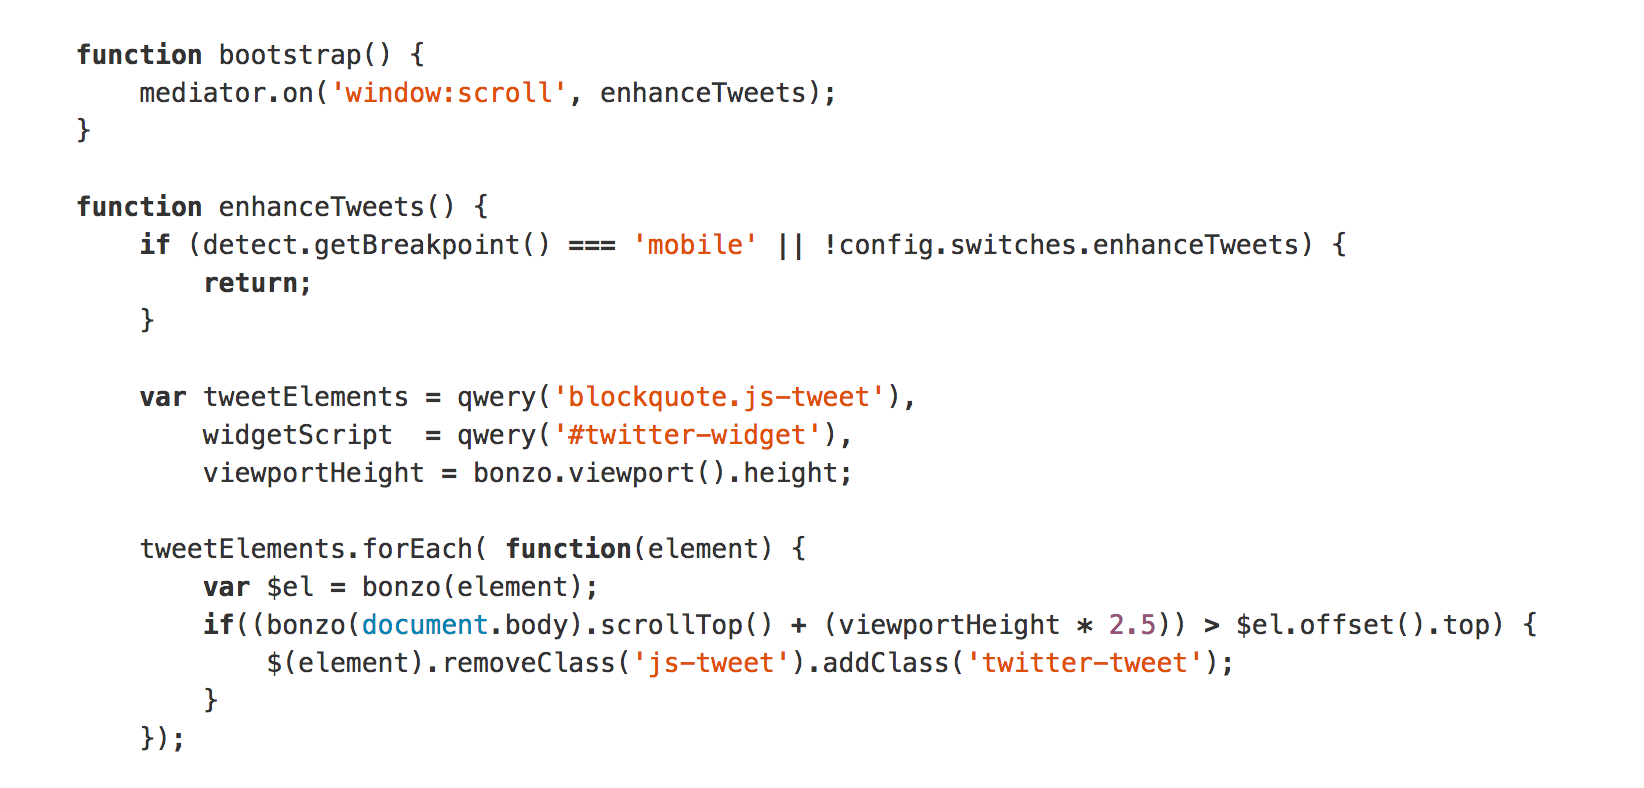 function bootstrap() {
    mediator.on('window:scroll', enhanceTweets);
}

function enhanceTweets() {
    if (detect.getBreakpoint() === 'mobile' || !config.switches.enhanceTweets) {
        return;
    }

    var tweetElements = qwery('blockquote.js-tweet'),
        widgetScript  = qwery('#twitter-widget'),
        viewportHeight = bonzo.viewport().height;

    tweetElements.forEach( function(element) {
        var $el = bonzo(element);
        if((bonzo(document.body).scrollTop() + (viewportHeight * 2.5)) > $el.offset().top) {
            $(element).removeClass('js-tweet').addClass('twitter-tweet');
        }
    });